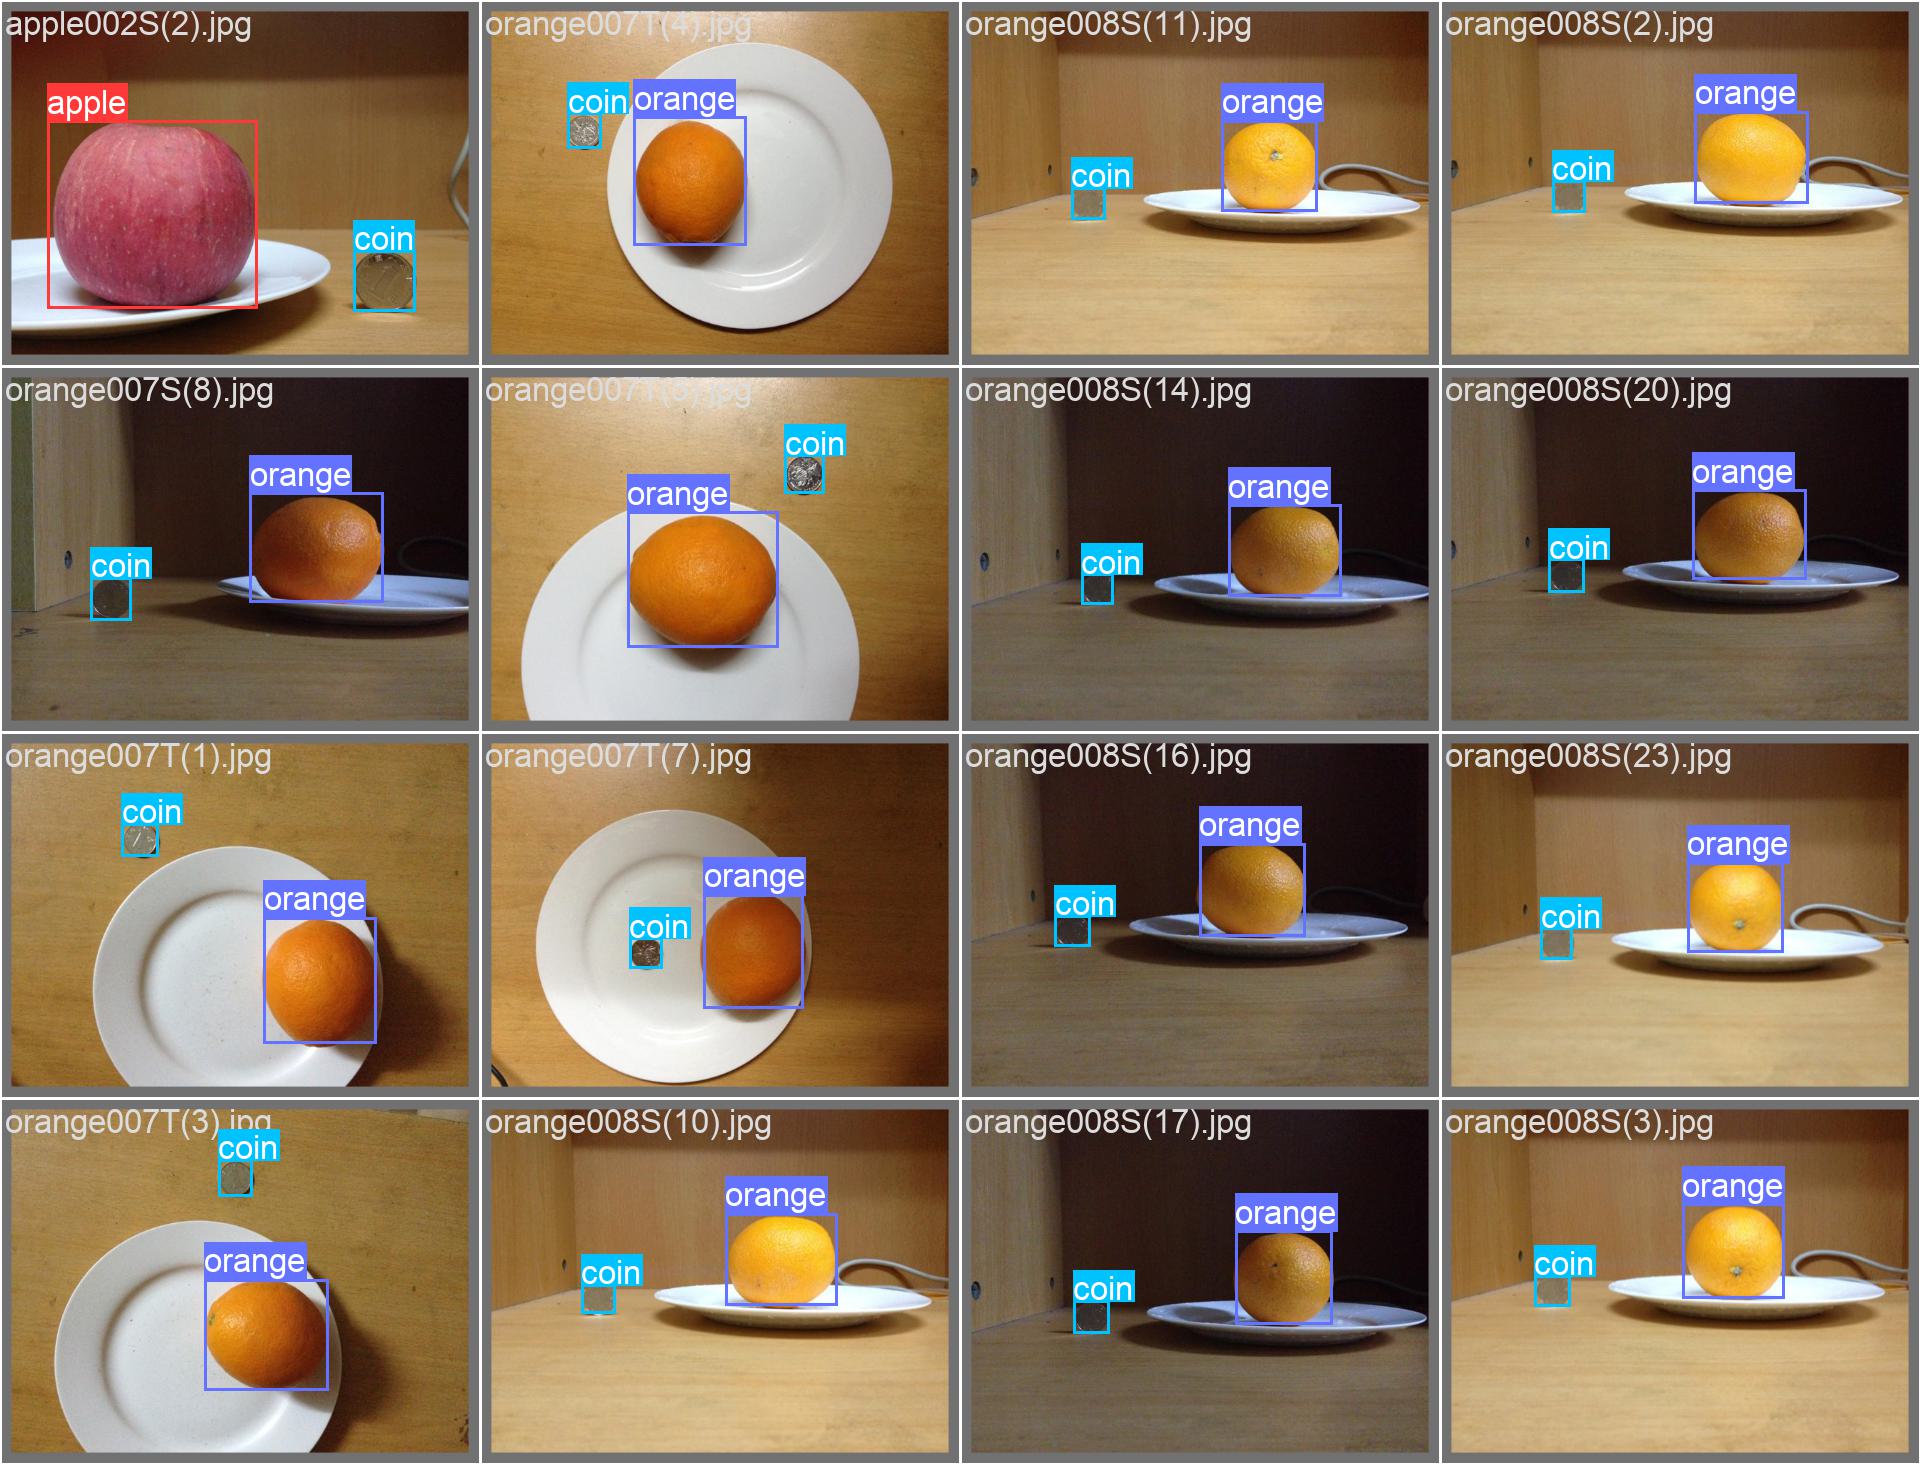 apple002S(2).jpg
orange007T(4).jpg
orange008S(11).jpg
orange008S(2).jpg
apple
coin
coin
orange
orange
coin
orange
coin
orange007S(8).jpg
orange008S(14).jpg
orange008S(20).jpg
orange
coin
coin
orange
orange
coin
orange
coin
orange007T(1).jpg
orange007T(7).jpg
orange008S(16).jpg
orange008S(23).jpg
coin
orange
orange
coin
orange
coin
orange
coin
orange007T(3).jpg
orange008S(10).jpg
orange008S(17).jpg
orange008S(3).jpg
coin
orange
orange
coin
orange
coin
orange
coin